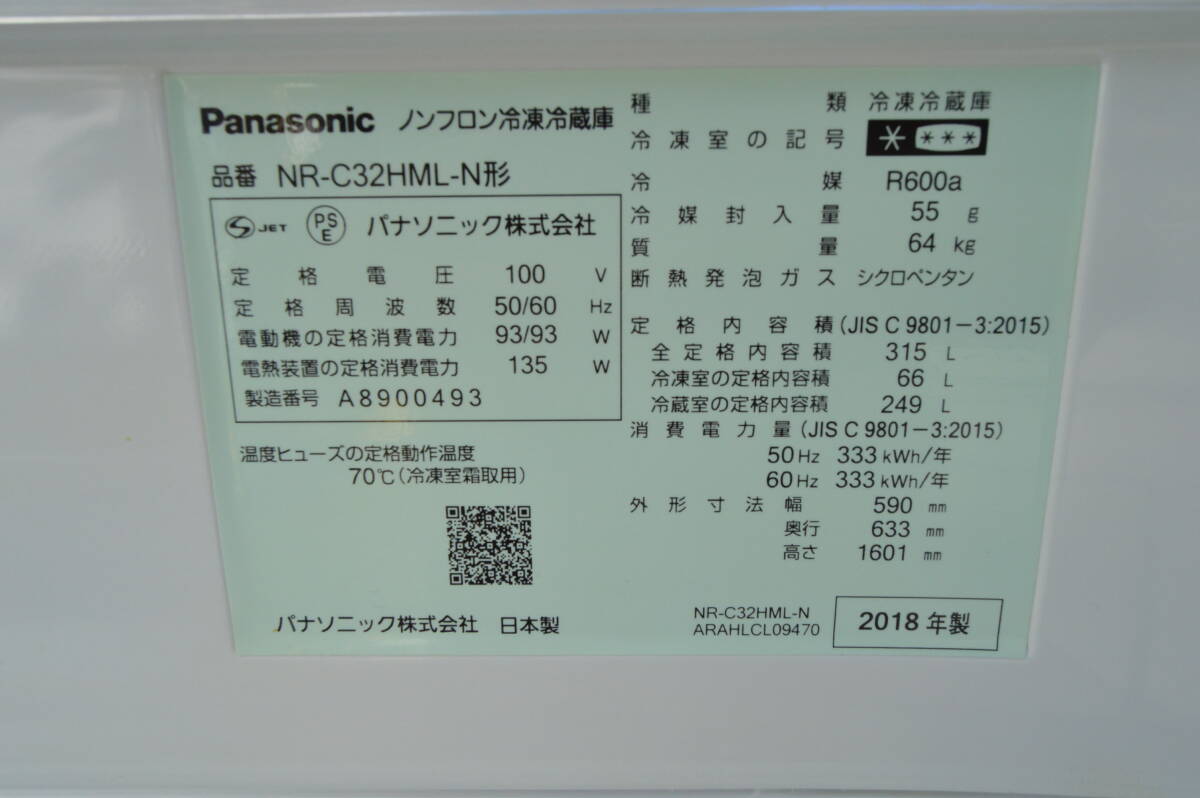 Panasonic ノンフロン冷凍冷蔵庫
品番 NR-C32HML-N形
JET PSE パナソニック株式会社
定格電圧 100 V
定格周波数 50/60 Hz
電動機の定格消費電力 93/93 W
電熱装置の定格消費電力 135 W
製造番号 A8900493
温度ヒューズの定格動作温度
70℃(冷凍室霜取用)
パナソニック株式会社 日本製
種類 冷凍冷蔵庫
冷凍室の記号
冷媒 R600a
冷媒封入量 55 g
質量 64 kg
断熱発泡ガス シクロペンタン
定格内容積(JIS C 9801-3:2015)
全定格内容積 315 L
冷凍室の定格内容積 66 L
冷蔵室の定格内容積 249 L
消費電力量(JIS C 9801-3:2015)
50Hz 333 kWh/年
60Hz 333 kWh/年
外形寸法 幅 590 mm
奥行 633 mm
高さ 1601 mm
NR-C32HML-N
ARAHLCL09470
2018年製